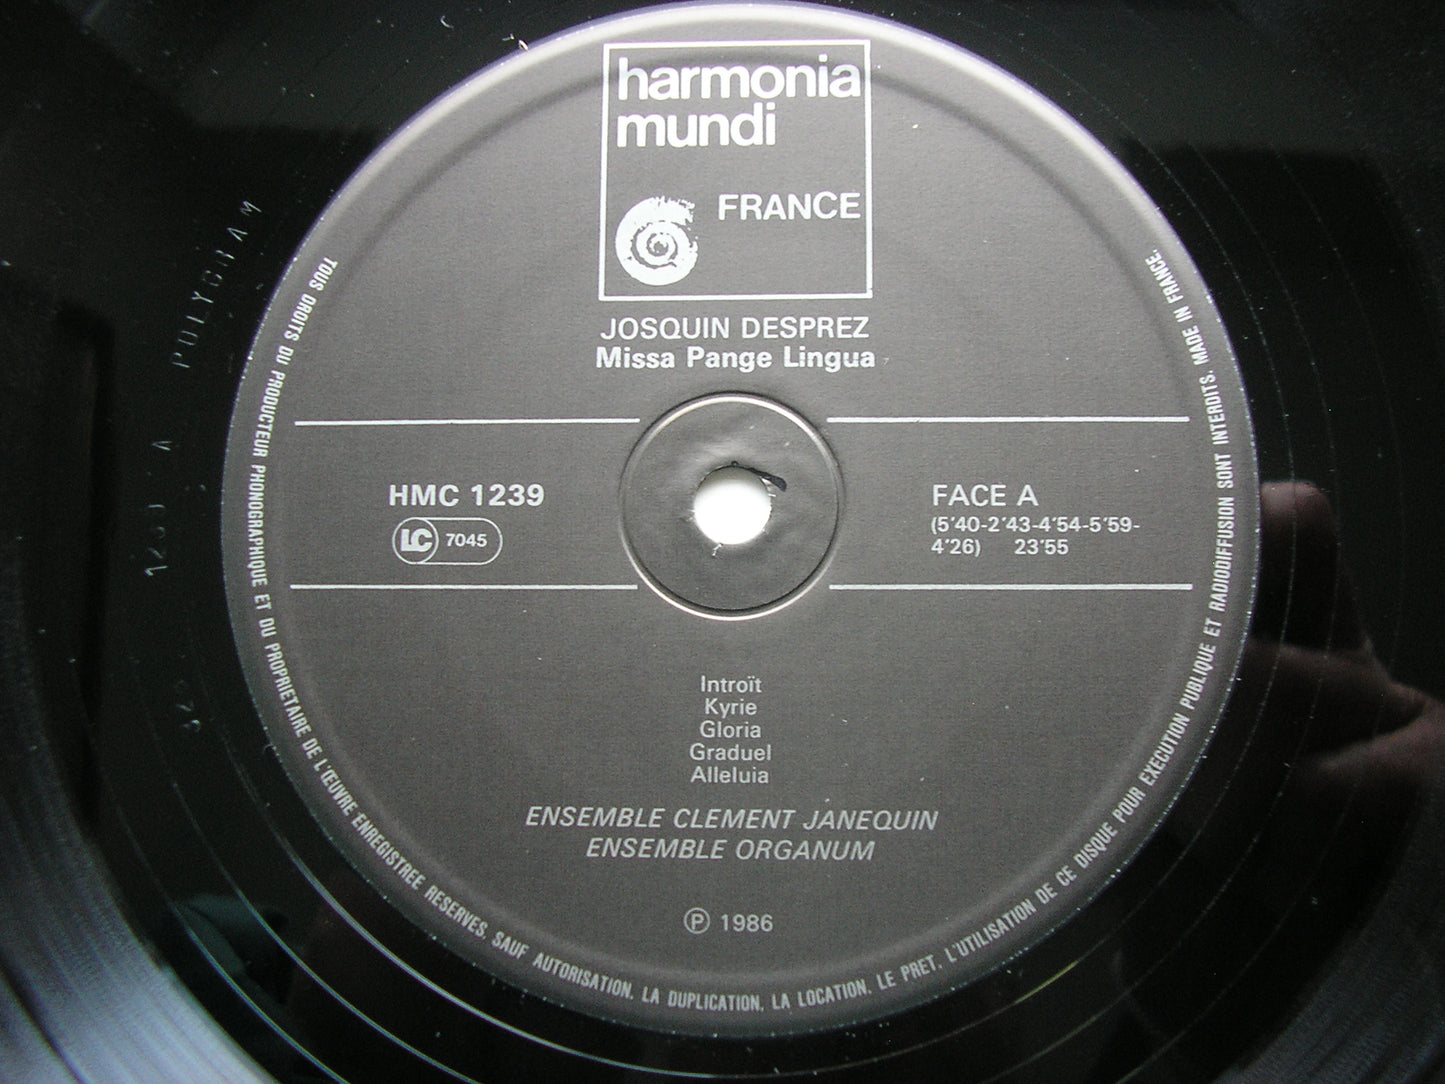 harmonia
mundi
FRANCE
JOSQUIN DESPREZ
Missa Pange Lingua
HMC 1239
LC 7045
FACE A
(5'40-2'43-4'54-5'59-
4'26) 23'55
Introït
Kyrie
Gloria
Graduel
Alleluia
ENSEMBLE CLEMENT JANEQUIN
ENSEMBLE ORGANUM
Ⓟ 1986
TOUS DROITS DU PRODUCTEUR PHONOGRAPHIQUE ET DU PROPRIETAIRE DE L'ŒUVRE ENREGISTREE RESERVES. SAUF AUTORISATION, LA DUPLICATION, LA LOCATION, LE PRET, L'UTILISATION DE CE DISQUE POUR EXECUTION PUBLIQUE ET RADIODIFFUSION SONT INTERDITS. MADE IN FRANCE.
POLYGRAM